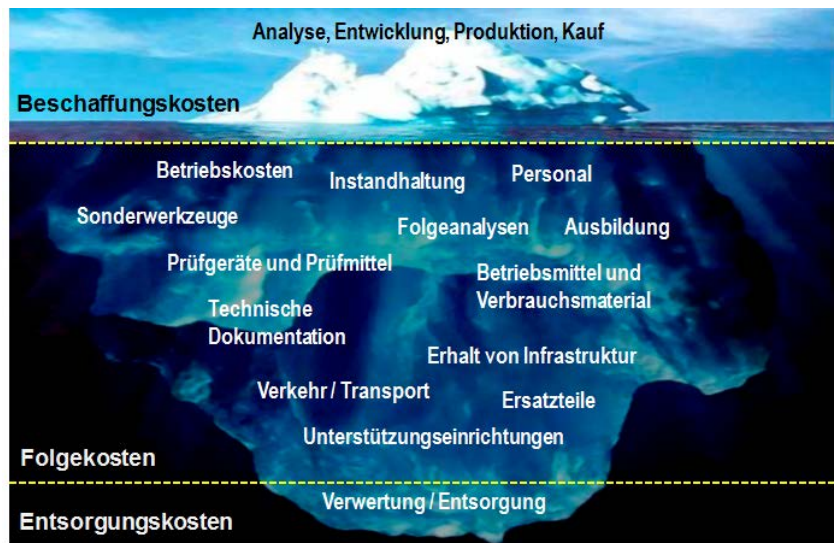 Analyse, Entwicklung, Produktion, Kauf
Beschaffungskosten
Betriebskosten
Instandhaltung
Personal
Sonderwerkzeuge
Folgeanalysen
Ausbildung
Prüfgeräte und Prüfmittel
Betriebsmittel und
Verbrauchsmaterial
Technische
Dokumentation
Erhalt von Infrastruktur
Verkehr / Transport
Ersatzteile
Unterstützungseinrichtungen
Folgekosten
Verwertung / Entsorgung
Entsorgungskosten